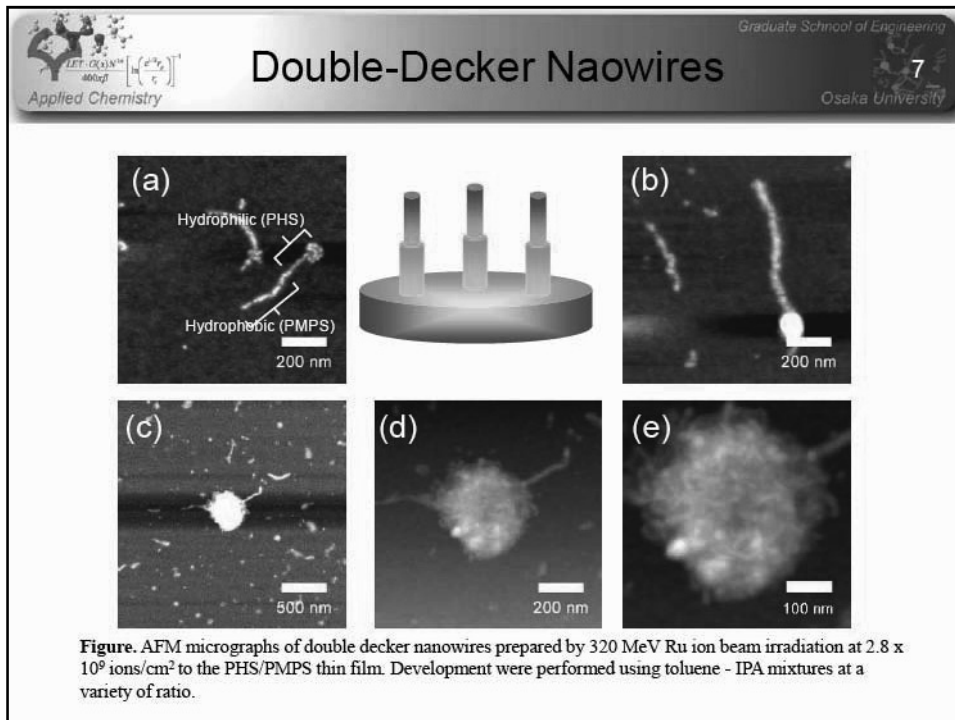 Graduate School of Engineering
Double-Decker Naowires
7
Applied Chemistry
Osaka University
(a)
Hydrophilic (PHS)
Hydrophobic (PMPS)
200 nm
(b)
200 nm
(c)
500 nm
(d)
200 nm
(e)
100 nm
Figure. AFM micrographs of double decker nanowires prepared by 320 MeV Ru ion beam irradiation at 2.8 x
10⁹ ions/cm² to the PHS/PMPS thin film. Development were performed using toluene - IPA mixtures at a
variety of ratio.